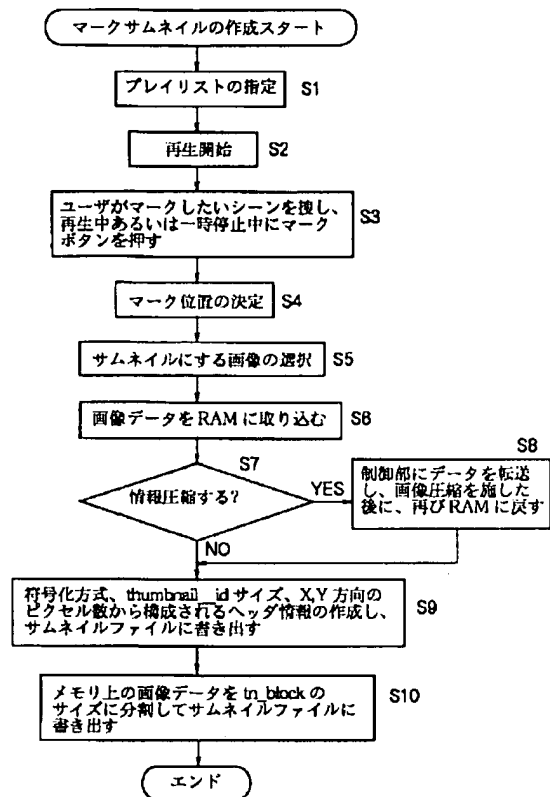 マークサムネイルの作成スタート
プレイリストの指定
S1
再生開始
S2
ユーザがマークしたいシーンを捜し、
再生中あるいは一時停止中にマーク
ボタンを押す
S3
マーク位置の決定
S4
サムネイルにする画像の選択
S5
画像データを RAM に取り込む
S6
S7
情報圧縮する?
YES
S8
制御部にデータを転送
し、画像圧縮を施した
後に、再び RAM に戻す
NO
符号化方式、thumbnail_id サイズ、X,Y 方向の
ピクセル数から構成されるヘッダ情報の作成し、
サムネイルファイルに書き出す
S9
メモリ上の画像データを tn_block の
サイズに分割してサムネイルファイルに
書き出す
S10
エンド